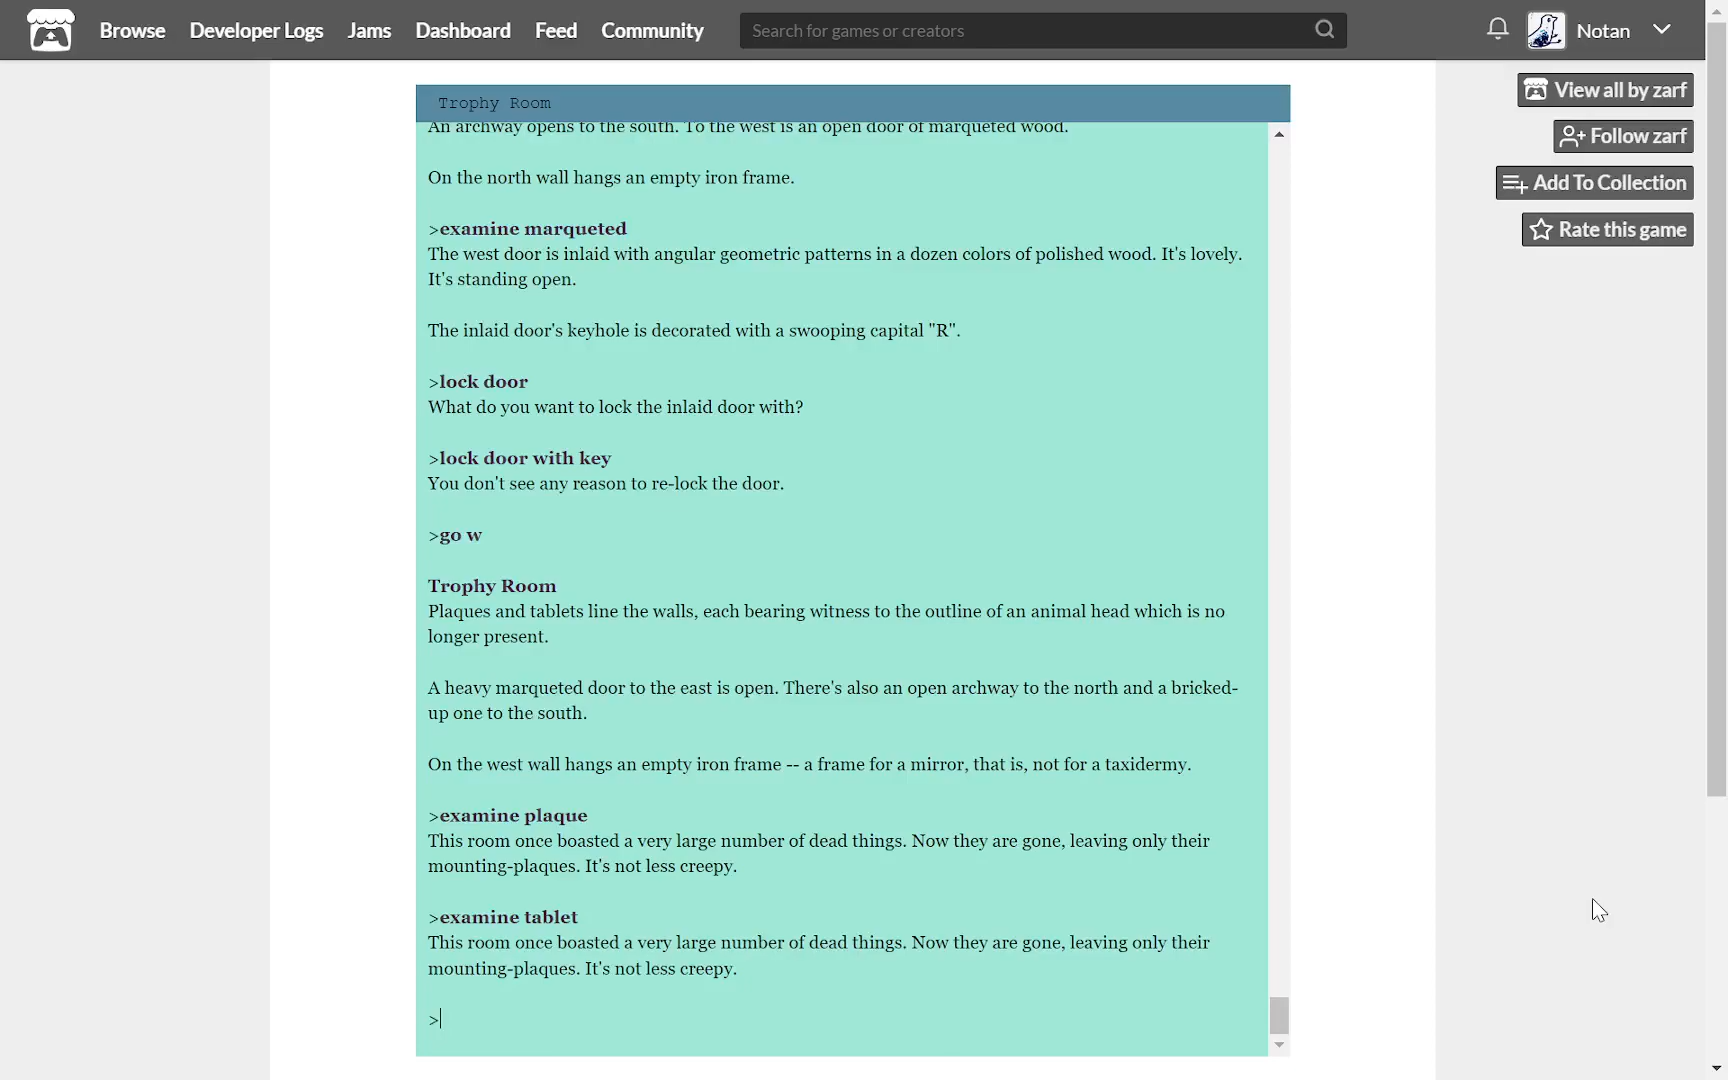 Browse Developer Logs Jams Dashboard Feed Community Search for games or creators Notan
View all by zarf
Follow zarf
Add To Collection
Rate this game
Trophy Room
An archway opens to the south. To the west is an open door of marqueted wood.
On the north wall hangs an empty iron frame.
>examine marqueted
The west door is inlaid with angular geometric patterns in a dozen colors of polished wood. It's lovely.
It's standing open.
The inlaid door's keyhole is decorated with a swooping capital "R".
>lock door
What do you want to lock the inlaid door with?
>lock door with key
You don't see any reason to re-lock the door.
>go w
Trophy Room
Plaques and tablets line the walls, each bearing witness to the outline of an animal head which is no
longer present.
A heavy marqueted door to the east is open. There's also an open archway to the north and a bricked-
up one to the south.
On the west wall hangs an empty iron frame -- a frame for a mirror, that is, not for a taxidermy.
>examine plaque
This room once boasted a very large number of dead things. Now they are gone, leaving only their
mounting-plaques. It's not less creepy.
>examine tablet
This room once boasted a very large number of dead things. Now they are gone, leaving only their
mounting-plaques. It's not less creepy.
>